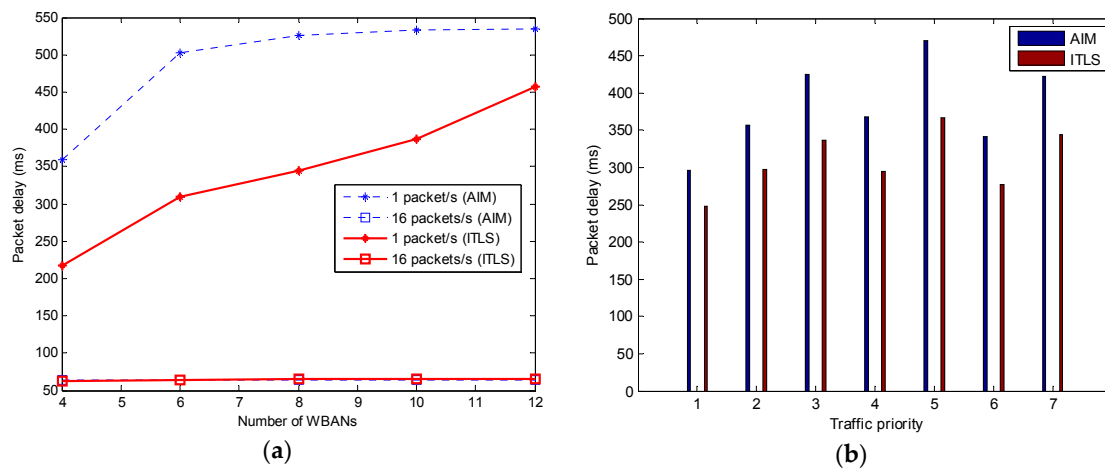 550
500
450
400
350
300
250
200
150
100
50
Packet delay (ms)
4 5 6 7 8 9 10 11 12
Number of WBANs
1 packet/s (AIM)
16 packets/s (AIM)
1 packet/s (ITLS)
16 packets/s (ITLS)
(a)
500
450
400
350
300
250
200
150
100
50
0
Packet delay (ms)
1 2 3 4 5 6 7
Traffic priority
AIM
ITLS
(b)